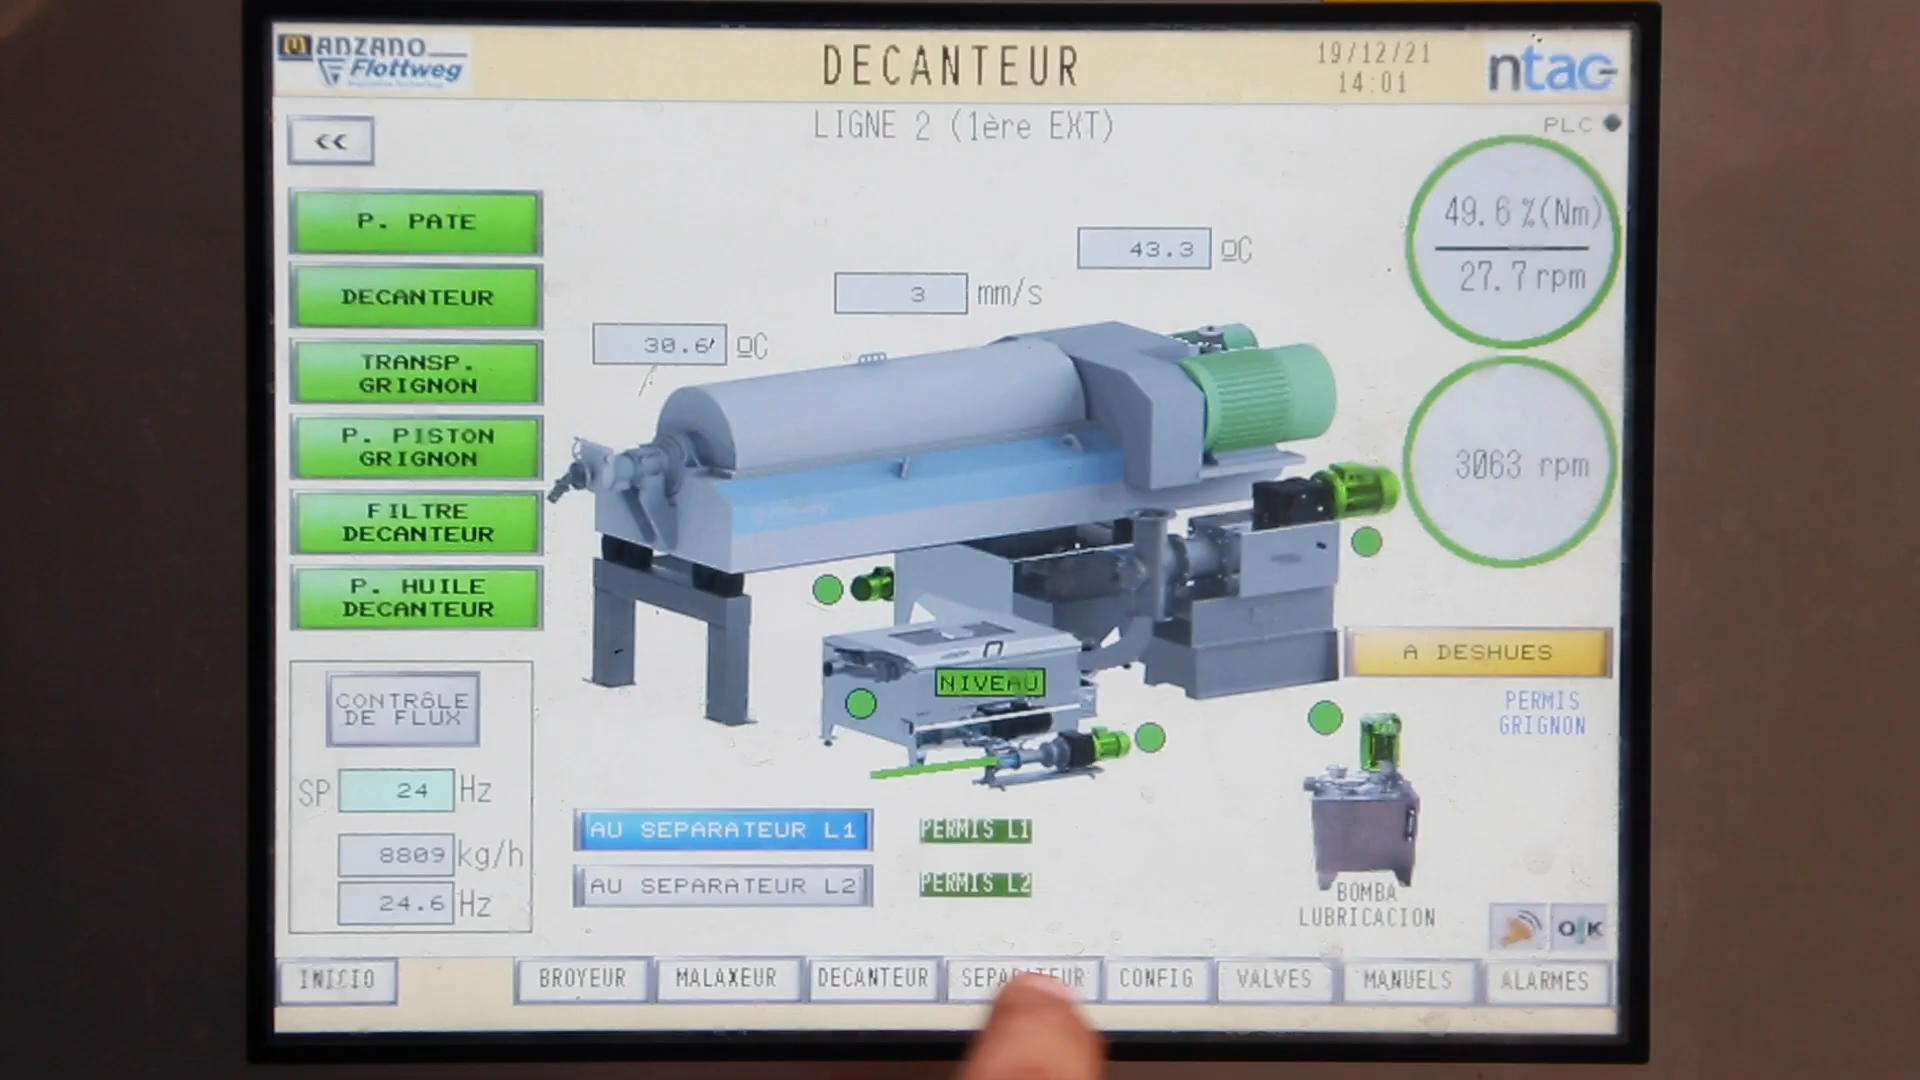 MANZANO
Flottweg
DECANTEUR
19/12/21
14:01
ntac
LIGNE 2 (1ère EXT)
PLC
<<
P. PATE
DECANTEUR
TRANSP.
GRIGNON
P. PISTON
GRIGNON
FILTRE
DECANTEUR
P. HUILE
DECANTEUR
43.3 ºC
3 mm/s
30.6 ºC
49.6 %(Nm)
27.7 rpm
3063 rpm
NIVEAU
A DESHUES
PERMIS
GRIGNON
CONTRôLE
DE FLUX
SP 24 Hz
8809 kg/h
24.6 Hz
AU SEPARATEUR L1
PERMIS L1
AU SEPARATEUR L2
PERMIS L2
BOMBA
LUBRICACION
OK
INICIO
BROYEUR
MALAXEUR
DECANTEUR
SEPARATEUR
CONFIG
VALVES
MANUELS
ALARMES